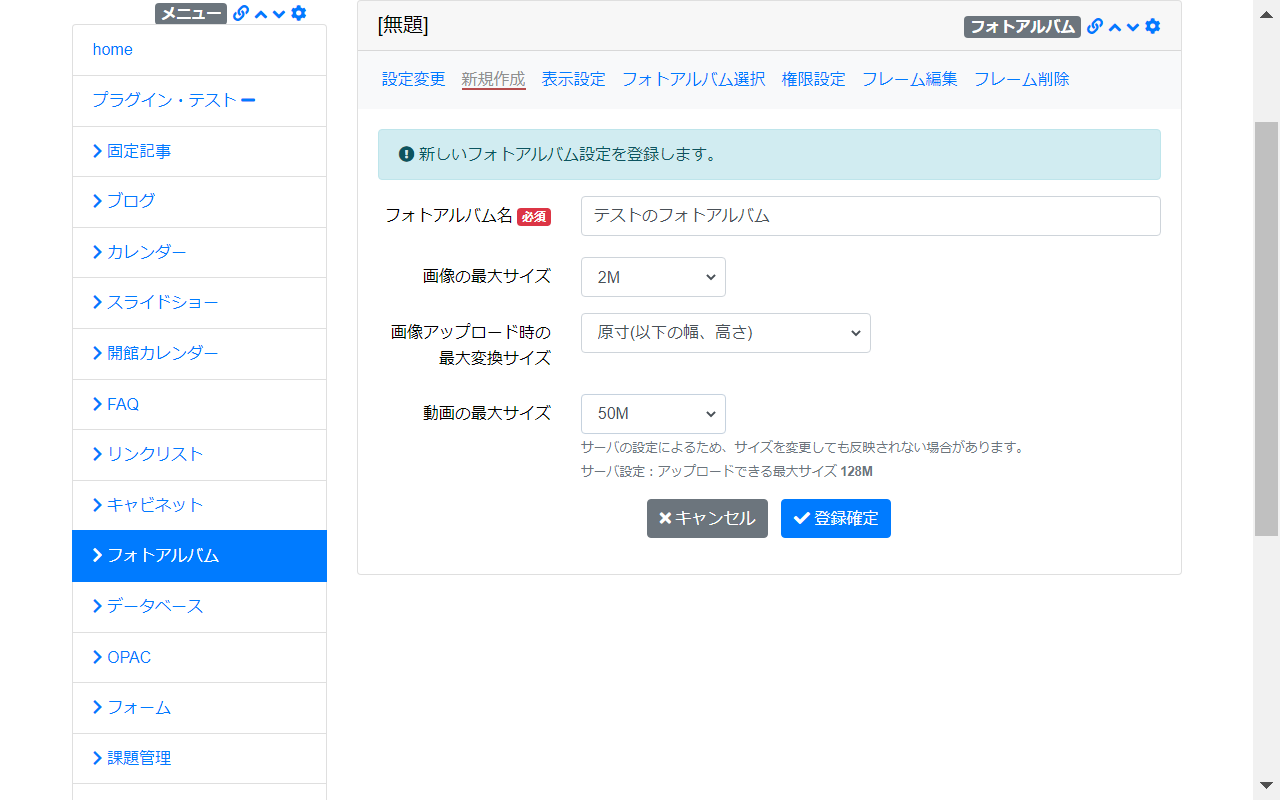 メニュー
home
プラグイン・テスト
固定記事
ブログ
カレンダー
スライドショー
開館カレンダー
FAQ
リンクリスト
キャビネット
フォトアルバム
データベース
OPAC
フォーム
課題管理
[無題]
フォトアルバム
設定変更 新規作成 表示設定 フォトアルバム選択 権限設定 フレーム編集 フレーム削除
新しいフォトアルバム設定を登録します。
フォトアルバム名 必須 テストのフォトアルバム
画像の最大サイズ 2M
画像アップロード時の 原寸(以下の幅、高さ)
最大変換サイズ
動画の最大サイズ 50M
サーバの設定によるため、サイズを変更しても反映されない場合があります。
サーバ設定：アップロードできる最大サイズ 128M
キャンセル 登録確定